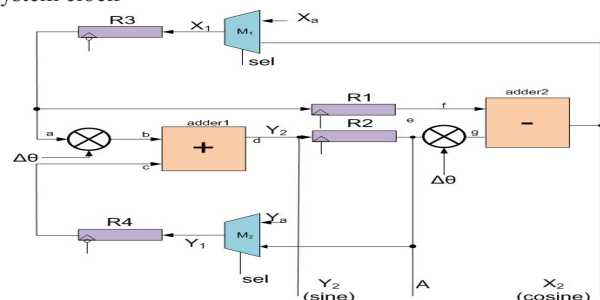 ystem clock
R3
X₁
M₁
Xₐ
sel
R1
f
adder2
-
a
b
adder1
+
d
Y₂
R2
e
g
Δθ
c
Δθ
R4
Y₁
M₂
Yₐ
sel
Y₂
(sine)
A
X₂
(cosine)